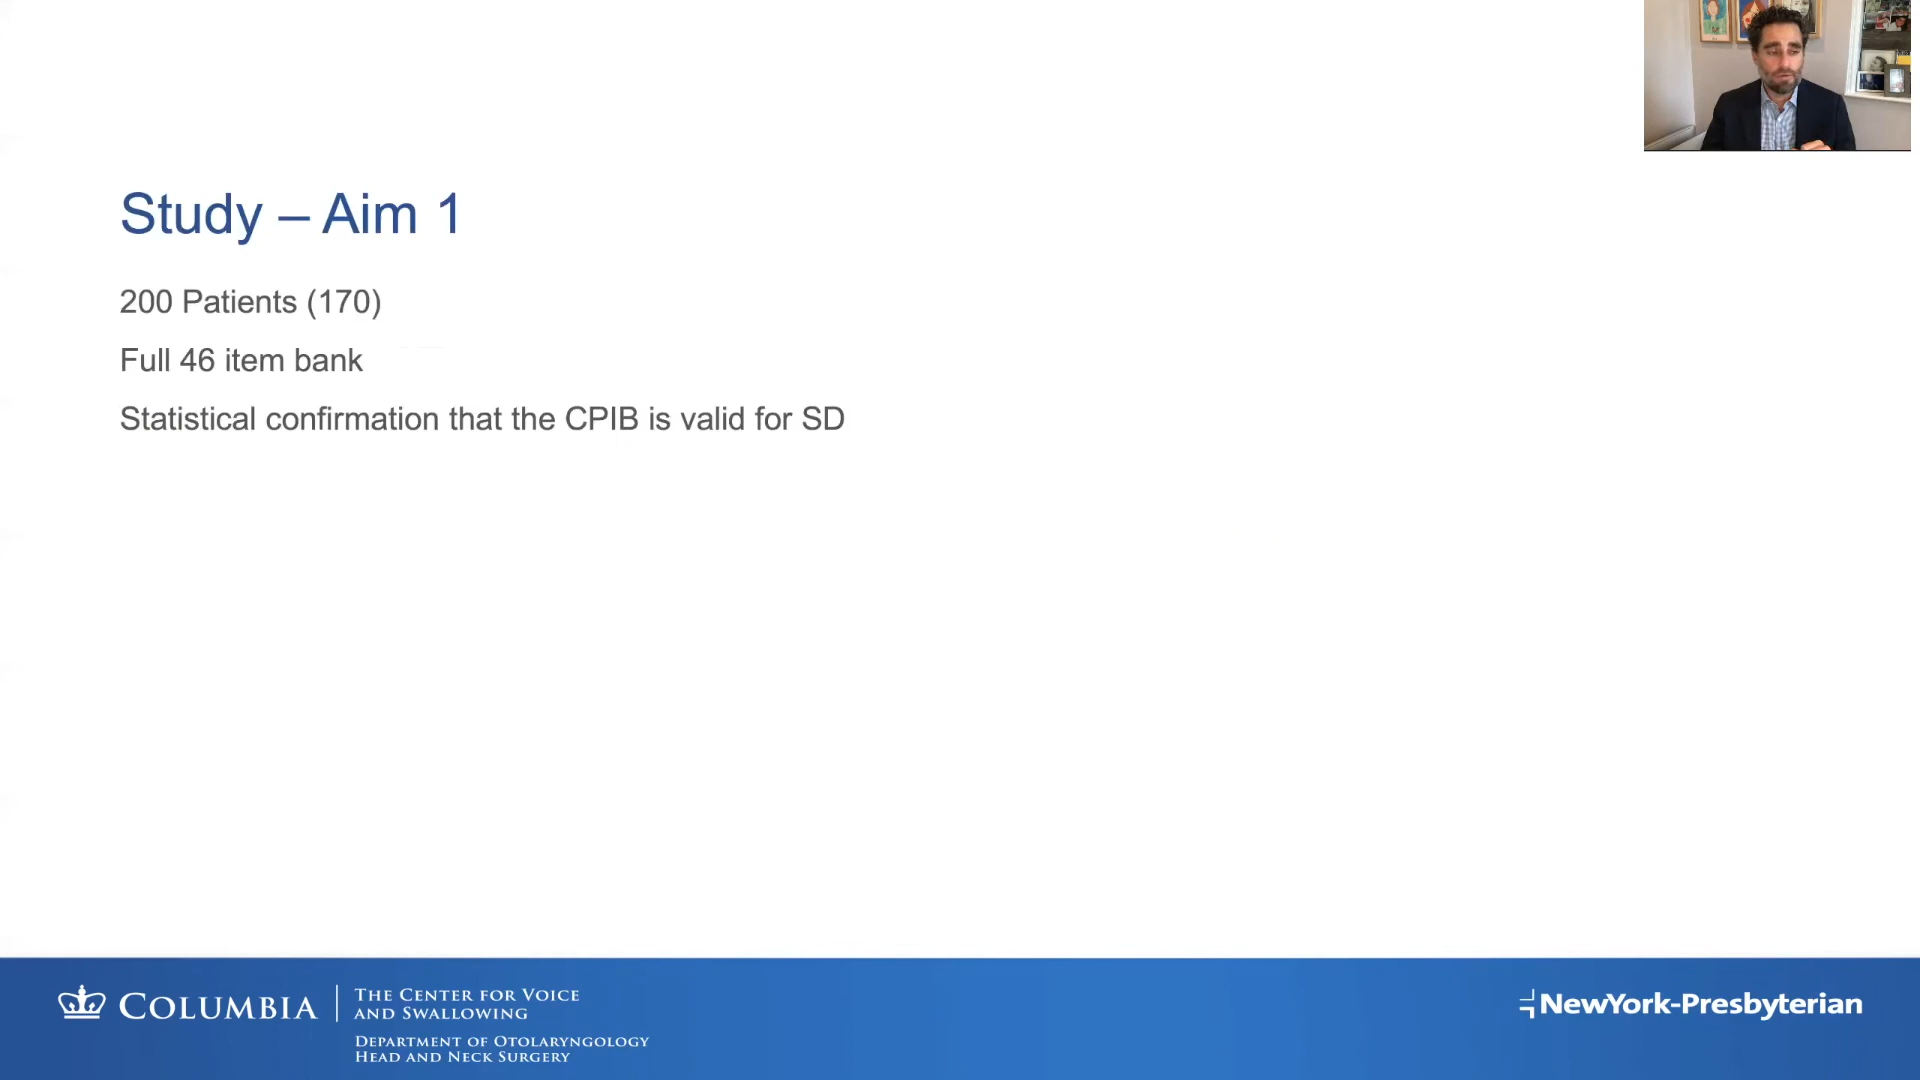 Study – Aim 1
200 Patients (170)
Full 46 item bank
Statistical confirmation that the CPIB is valid for SD
COLUMBIA
THE CENTER FOR VOICE
AND SWALLOWING
DEPARTMENT OF OTOLARYNGOLOGY
HEAD AND NECK SURGERY
NewYork-Presbyterian